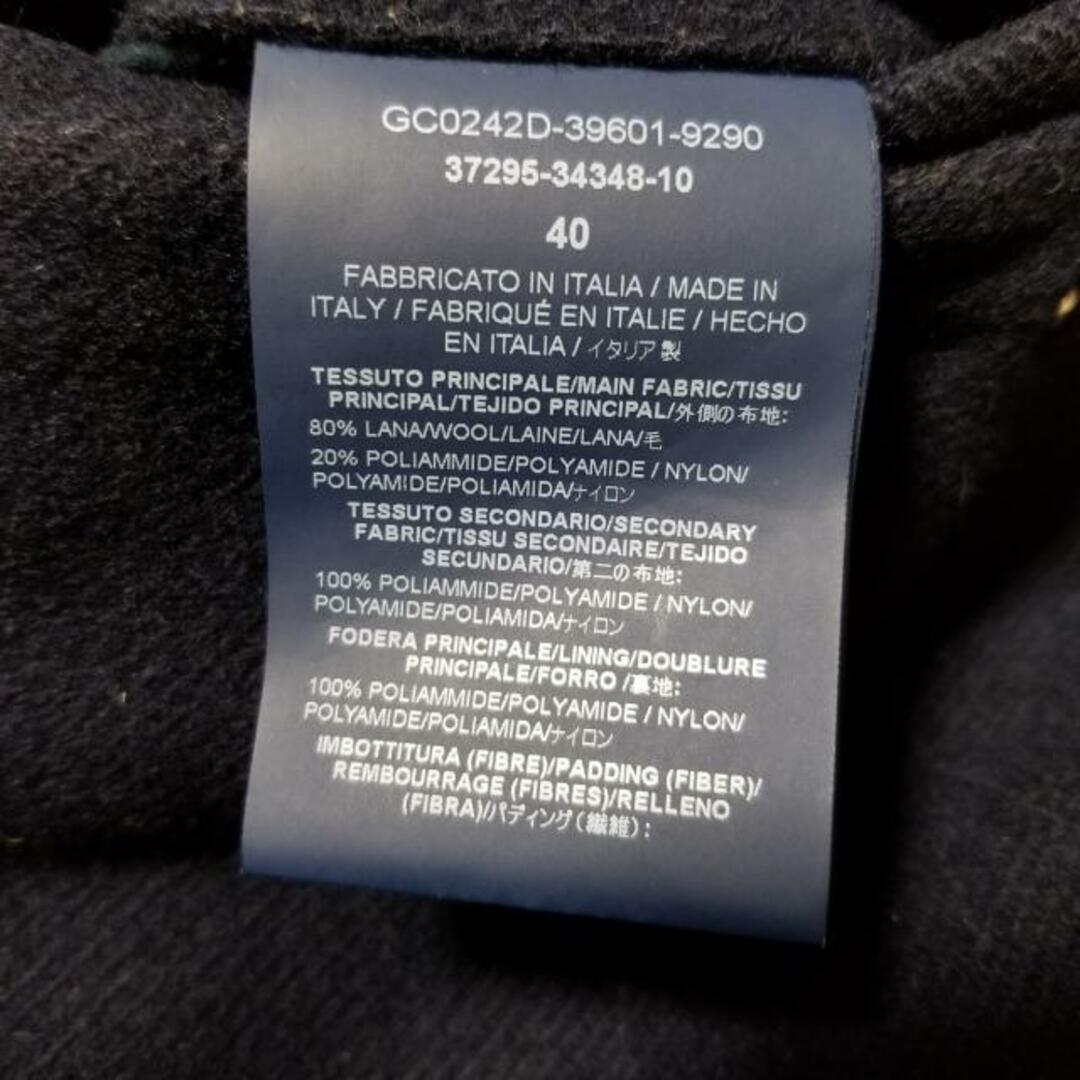 GC0242D-39601-9290
37295-34348-10
40
FABBRICATO IN ITALIA / MADE IN
ITALY / FABRIQUÉ EN ITALIE / HECHO
EN ITALIA / イタリア製
TESSUTO PRINCIPALE/MAIN FABRIC/TISSU
PRINCIPAL/TEJIDO PRINCIPAL/外側の布地:
80% LANA/WOOL/LAINE/LANA/毛
20% POLIAMMIDE/POLYAMIDE / NYLON/
POLYAMIDE/POLIAMIDA/ナイロン
TESSUTO SECONDARIO/SECONDARY
FABRIC/TISSU SECONDAIRE/TEJIDO
SECUNDARIO/第二の布地:
100% POLIAMMIDE/POLYAMIDE / NYLON/
POLYAMIDE/POLIAMIDA/ナイロン
FODERA PRINCIPALE/LINING/DOUBLURE
PRINCIPALE/FORRO /裏地:
100% POLIAMMIDE/POLYAMIDE / NYLON/
POLYAMIDE/POLIAMIDA/ナイロン
IMBOTTITURA (FIBRE)/PADDING (FIBER)/
REMBOURRAGE (FIBRES)/RELLENO
(FIBRA)/パディング(繊維):